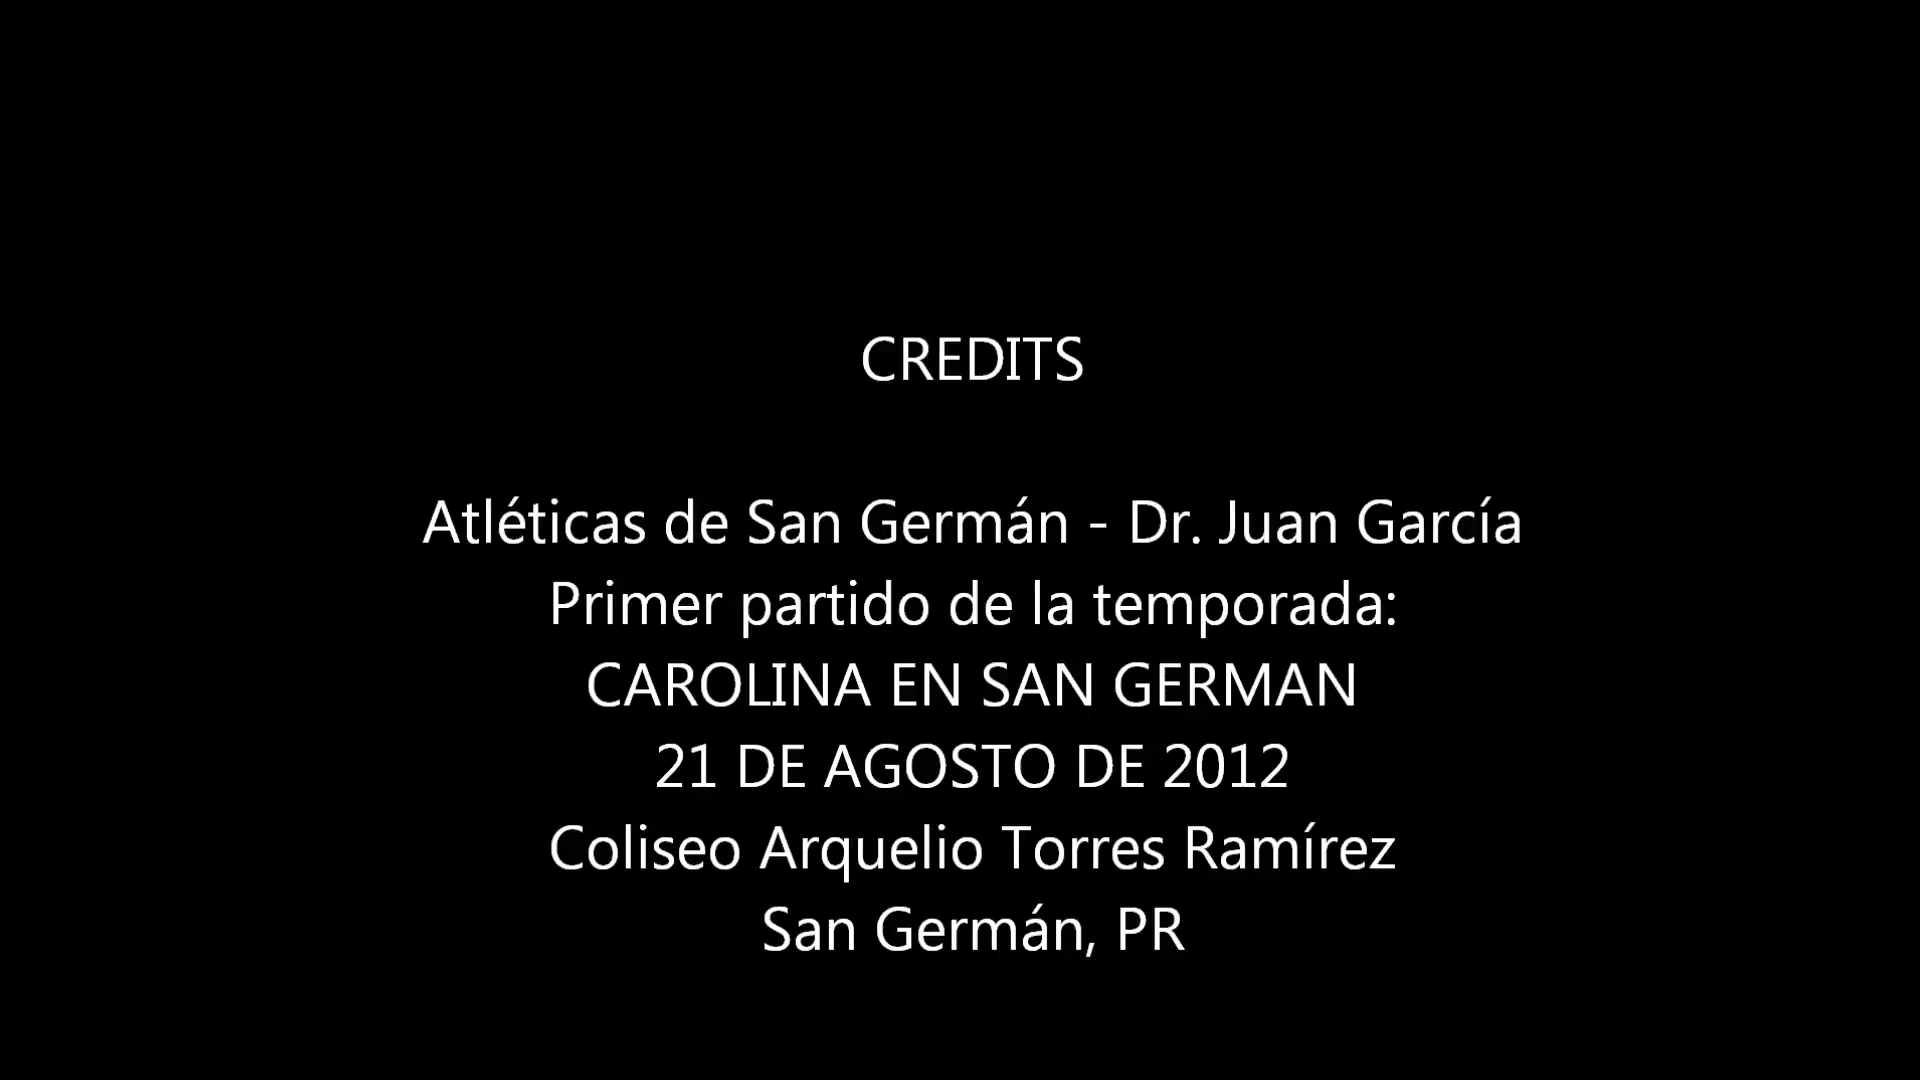 CREDITS
Atléticas de San Germán - Dr. Juan García
Primer partido de la temporada:
CAROLINA EN SAN GERMAN
21 DE AGOSTO DE 2012
Coliseo Arquelio Torres Ramírez
San Germán, PR